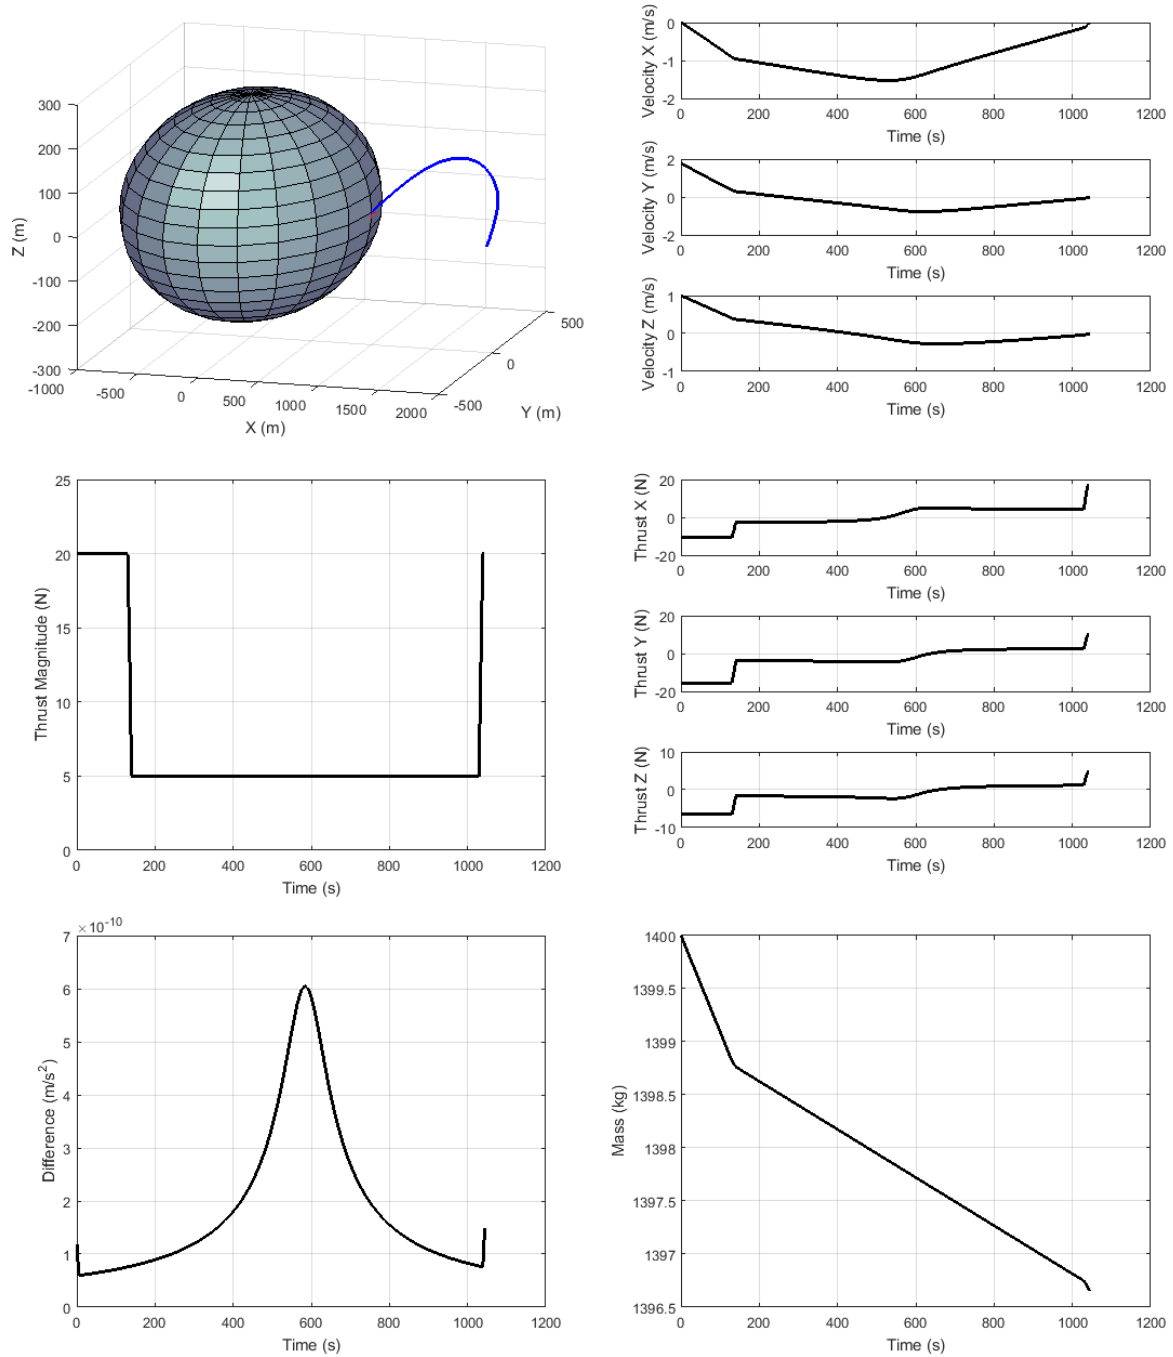 300
200
100
0
-100
-200
-300
Z (m)
-1000
-500
0
500
1000
1500
2000
X (m)
-500
0
500
Y (m)
0
-1
-2
Velocity X (m/s)
0 200 400 600 800 1000 1200
Time (s)
2
0
-2
Velocity Y (m/s)
0 200 400 600 800 1000 1200
Time (s)
1
0
-1
Velocity Z (m/s)
0 200 400 600 800 1000 1200
Time (s)
25
20
15
10
5
0
Thrust Magnitude (N)
0 200 400 600 800 1000 1200
Time (s)
20
0
-20
Thrust X (N)
0 200 400 600 800 1000 1200
Time (s)
20
0
-20
Thrust Y (N)
0 200 400 600 800 1000 1200
Time (s)
10
0
-10
Thrust Z (N)
0 200 400 600 800 1000 1200
Time (s)
×10⁻¹⁰
7
6
5
4
3
2
1
0
Difference (m/s²)
0 200 400 600 800 1000 1200
Time (s)
1400
1399.5
1399
1398.5
1398
1397.5
1397
1396.5
Mass (kg)
0 200 400 600 800 1000 1200
Time (s)